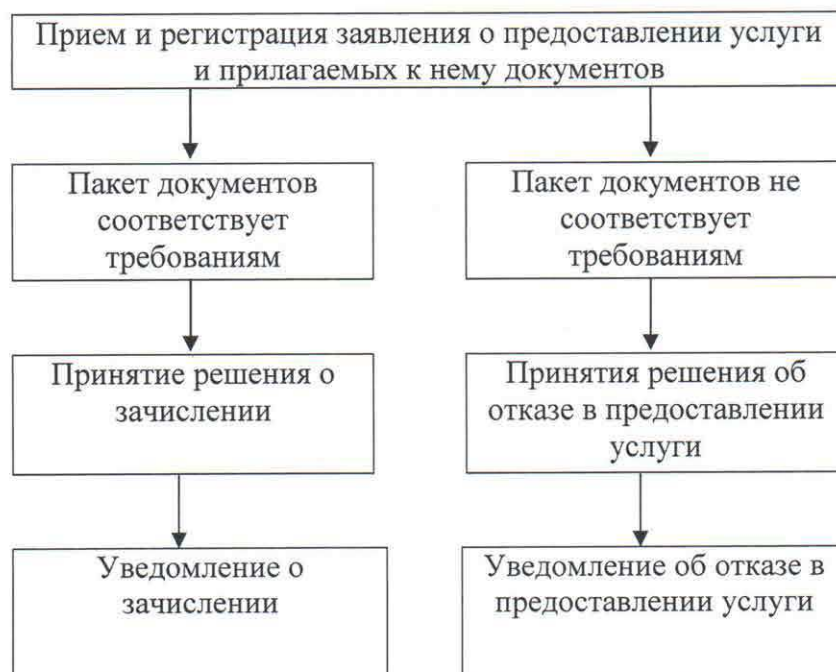 Прием и регистрация заявления о предоставлении услуги
и прилагаемых к нему документов
Пакет документов
соответствует
требованиям
Пакет документов не
соответствует
требованиям
Принятие решения о
зачислении
Принятия решения об
отказе в предоставлении
услуги
Уведомление о
зачислении
Уведомление об отказе в
предоставлении услуги